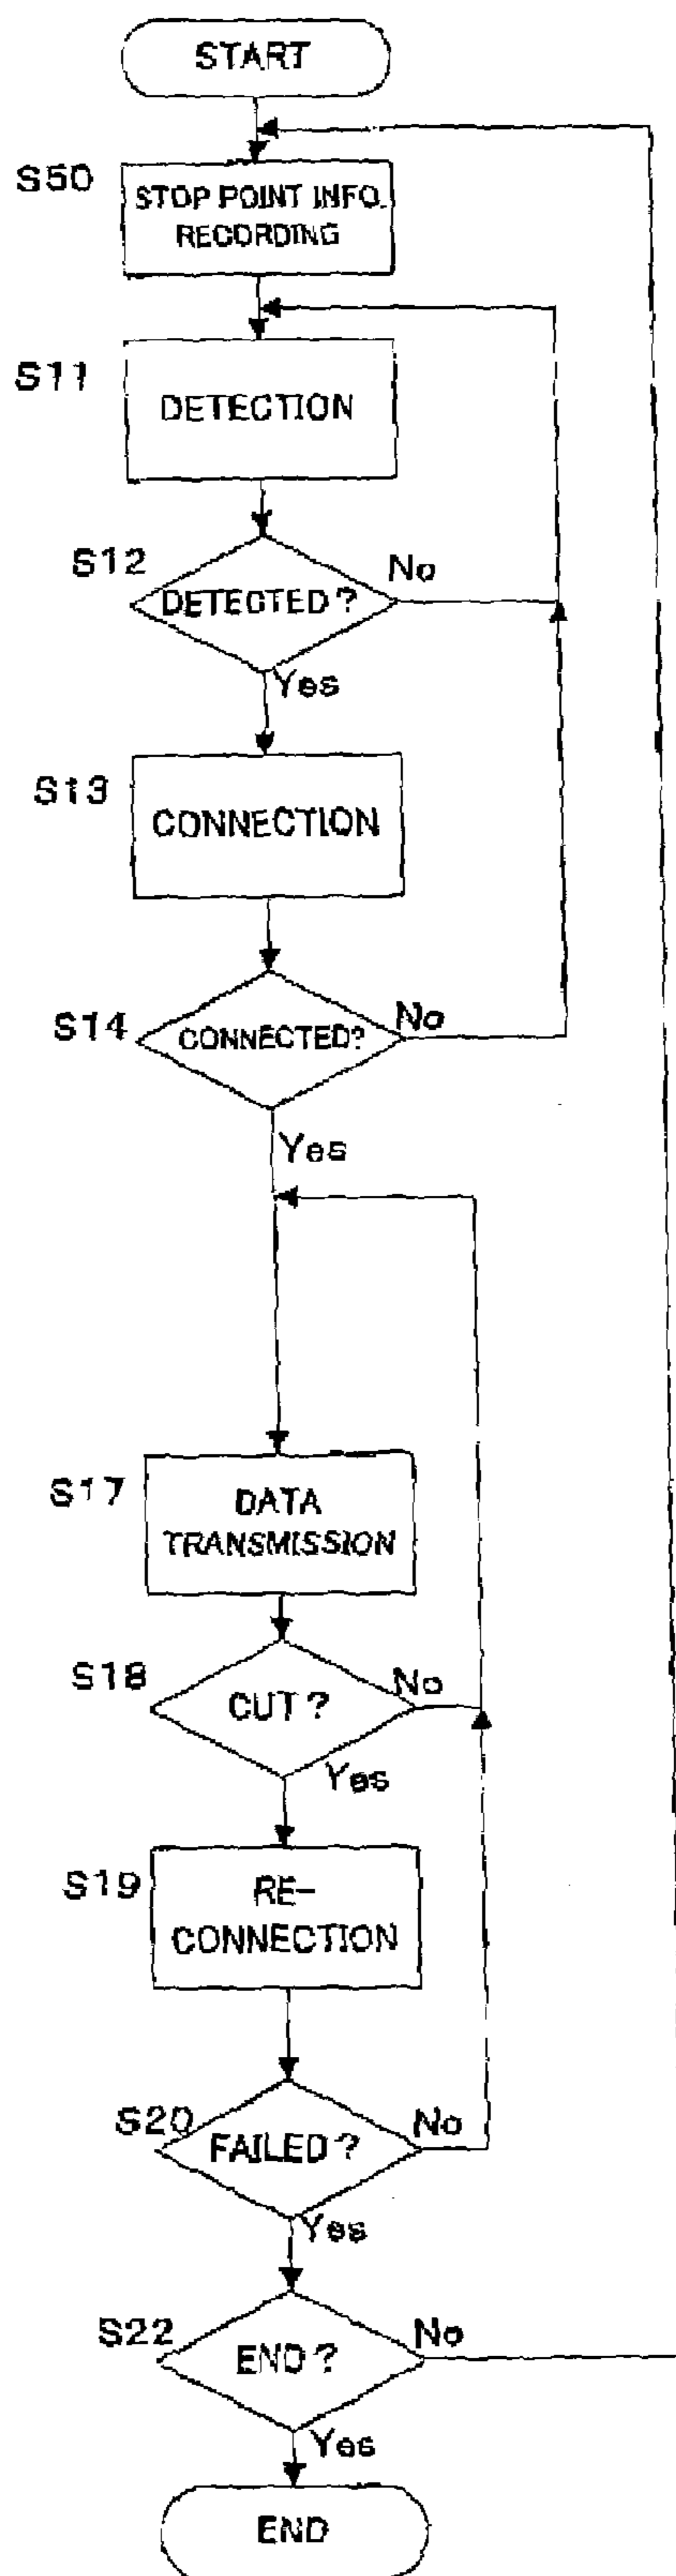 START
S50
STOP POINT INFO.
RECORDING
S11
DETECTION
S12
DETECTED?
No
Yes
S13
CONNECTION
S14
CONNECTED?
No
Yes
S17
DATA
TRANSMISSION
S18
CUT?
No
Yes
S19
RE-
CONNECTION
S20
FAILED?
No
Yes
S22
END?
No
Yes
END